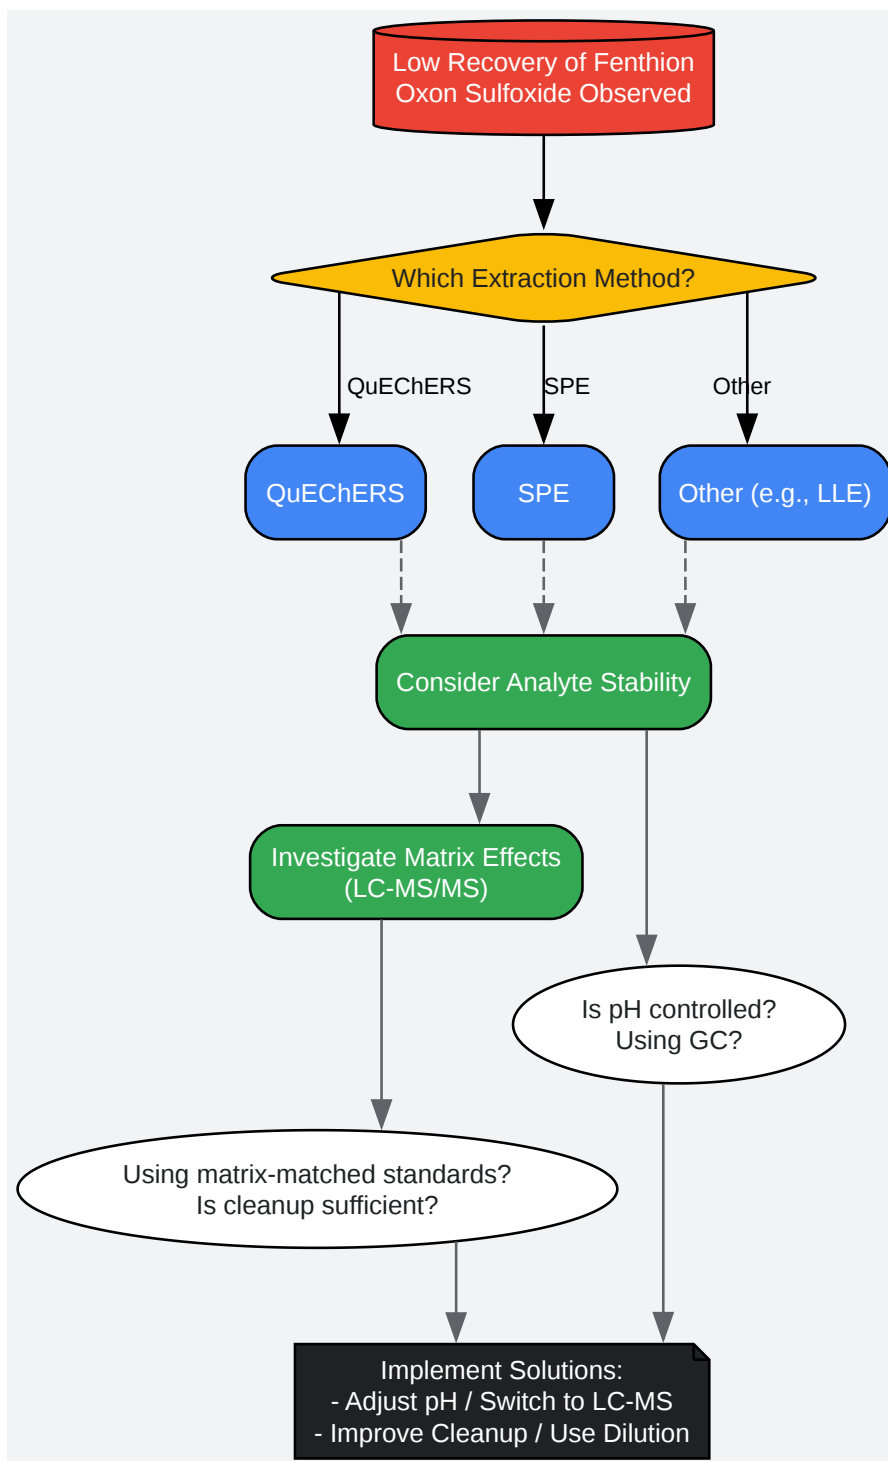 Low Recovery of Fenthion
Oxon Sulfoxide Observed
Which Extraction Method?
QuEChERS
SPE
Other
QuEChERS
SPE
Other (e.g., LLE)
Consider Analyte Stability
Investigate Matrix Effects
(LC-MS/MS)
Is pH controlled?
Using GC?
Using matrix-matched standards?
Is cleanup sufficient?
Implement Solutions:
- Adjust pH / Switch to LC-MS
- Improve Cleanup / Use Dilution